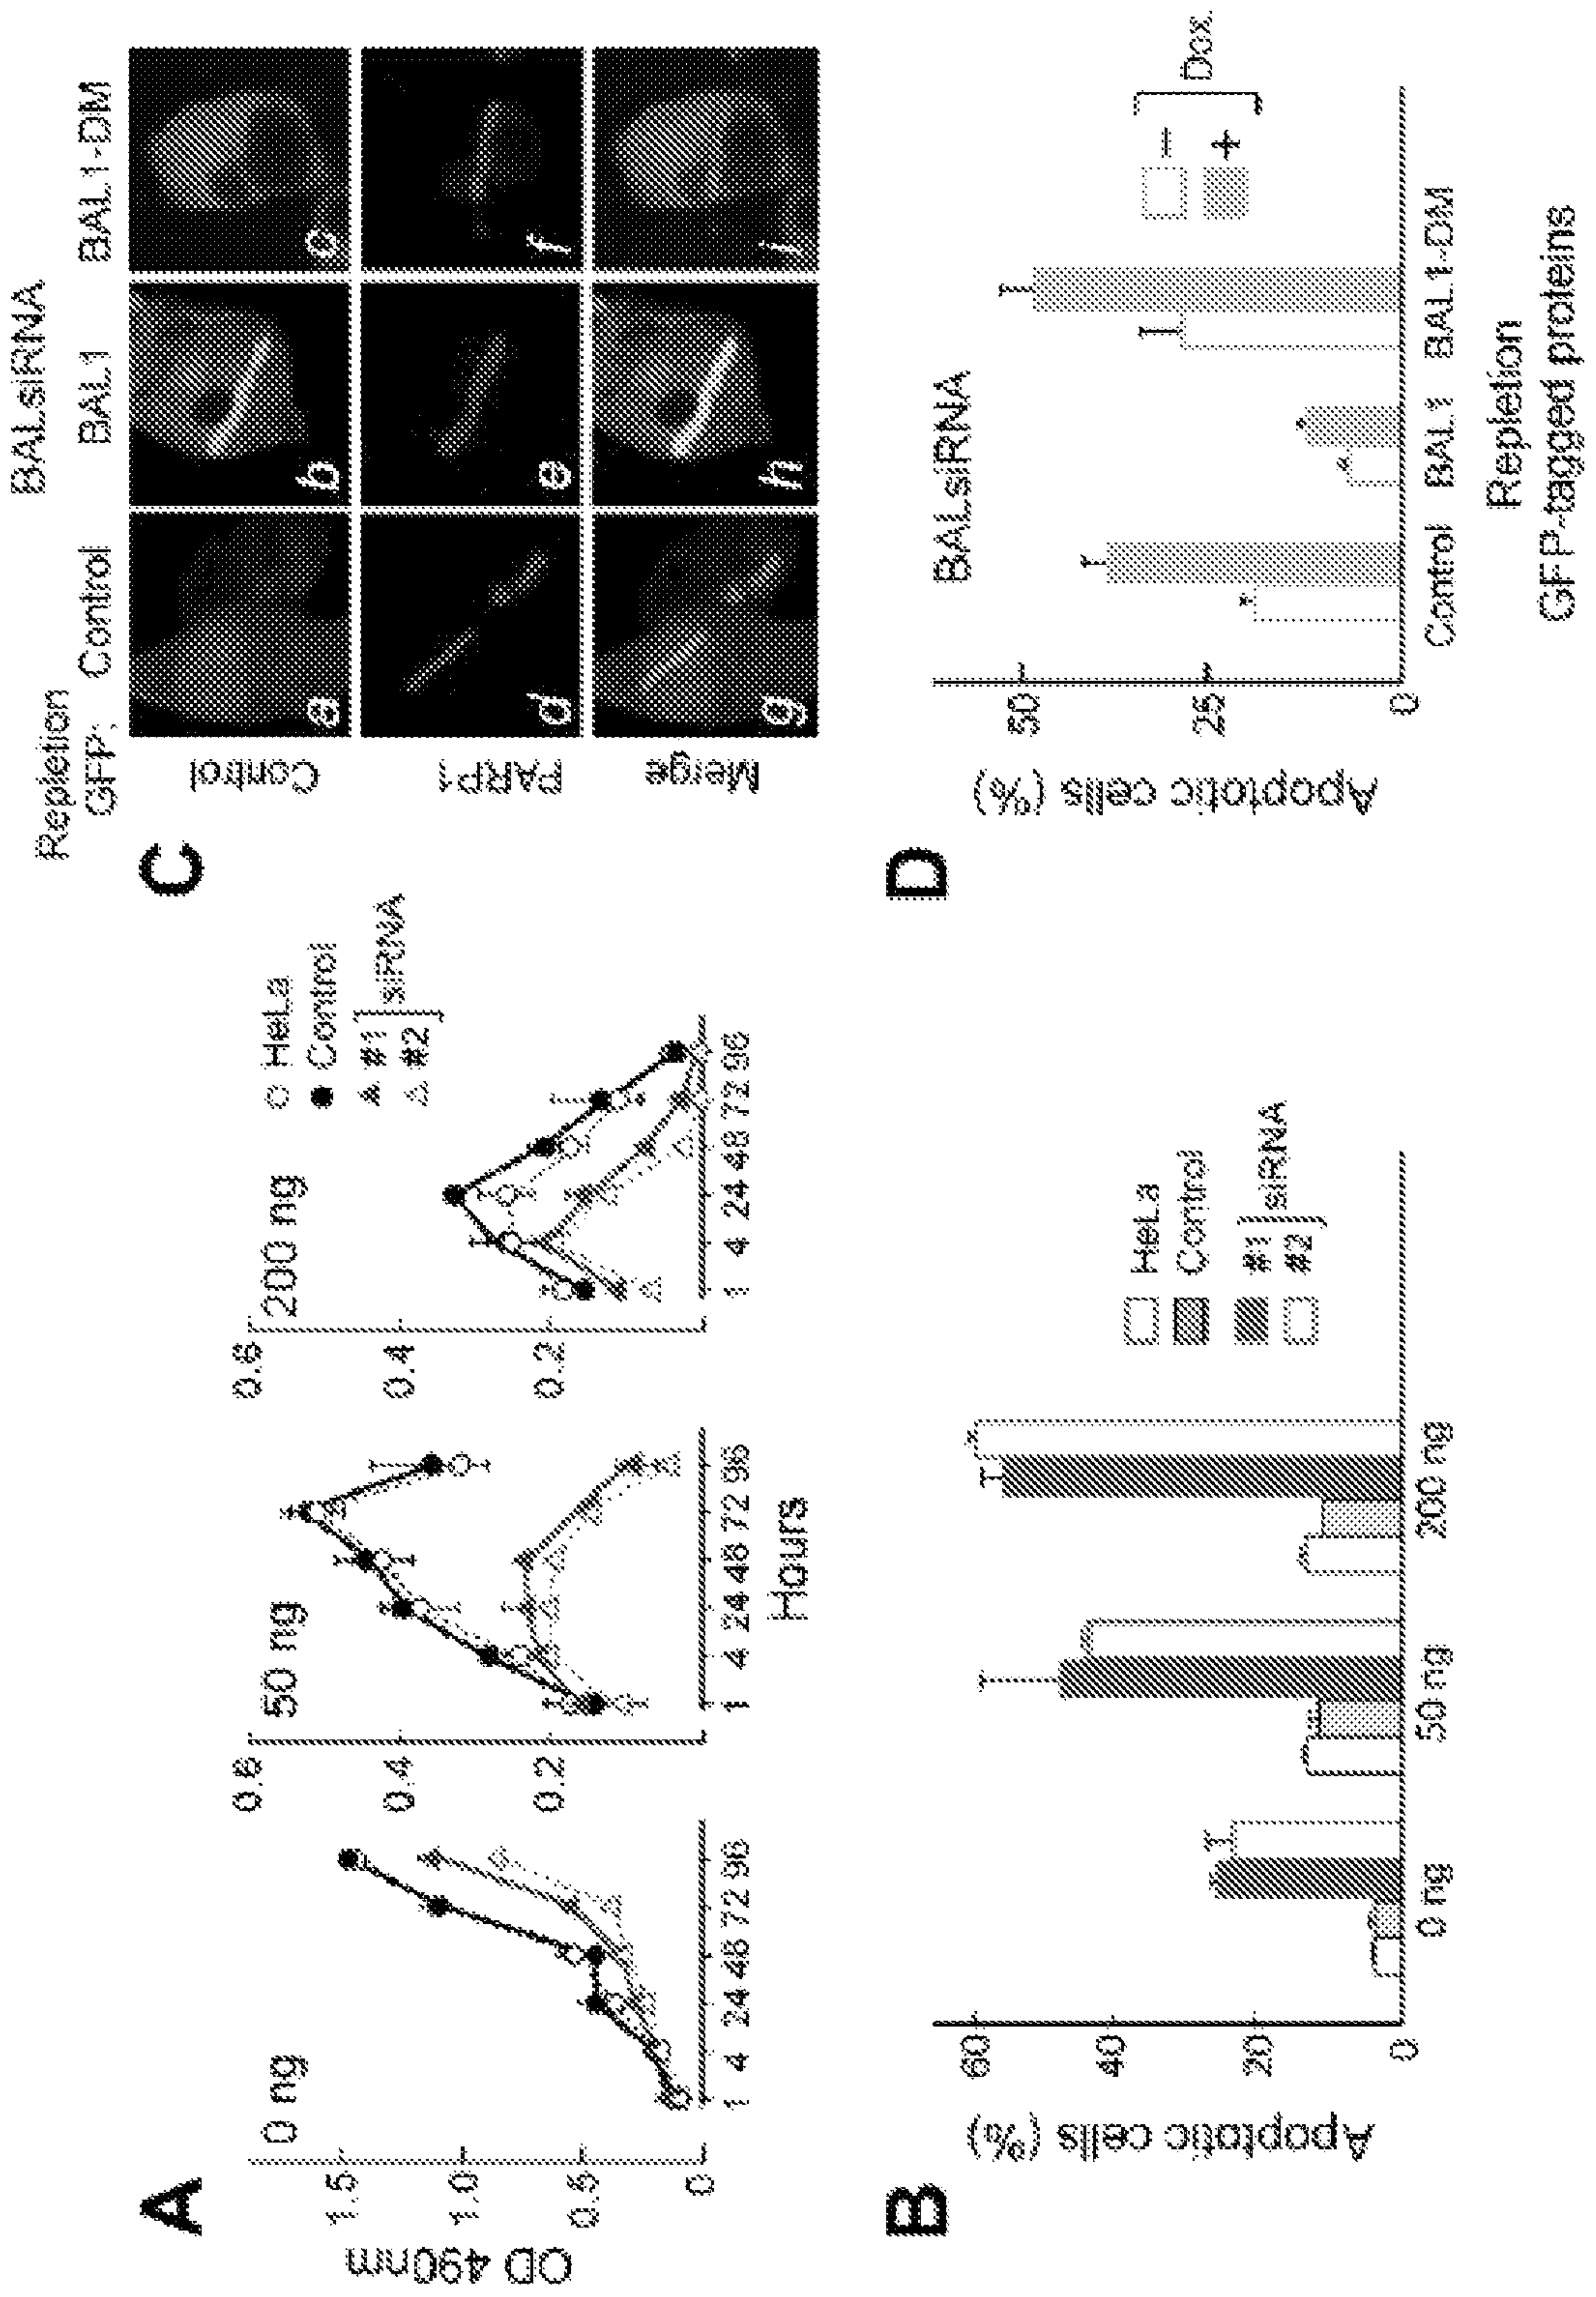 A
OD 490nm
1.5
1.0
0.5
0
0 ng
1 4 24 48 72 96
0.6
0.4
0.2
50 ng
1 4 24 48 72 96
Hours
0.6
0.4
0.2
200 ng
1 4 24 48 72 96
HeLa
Control
#1
#2
siRNA
B
Apoptotic cells (%)
60
40
20
0
0 ng 50 ng 200 ng
HeLa
Control
#1
#2
siRNA
C
BALsiRNA
Repletion
GFP: Control BAL1 BAL1-DM
Control
a b c
PARP1
d e f
Merge
g h i
D
BALsiRNA
Apoptotic cells (%)
50
25
0
−
+
Dox.
Control BAL1 BAL1-DM
Repletion
GFP-tagged proteins